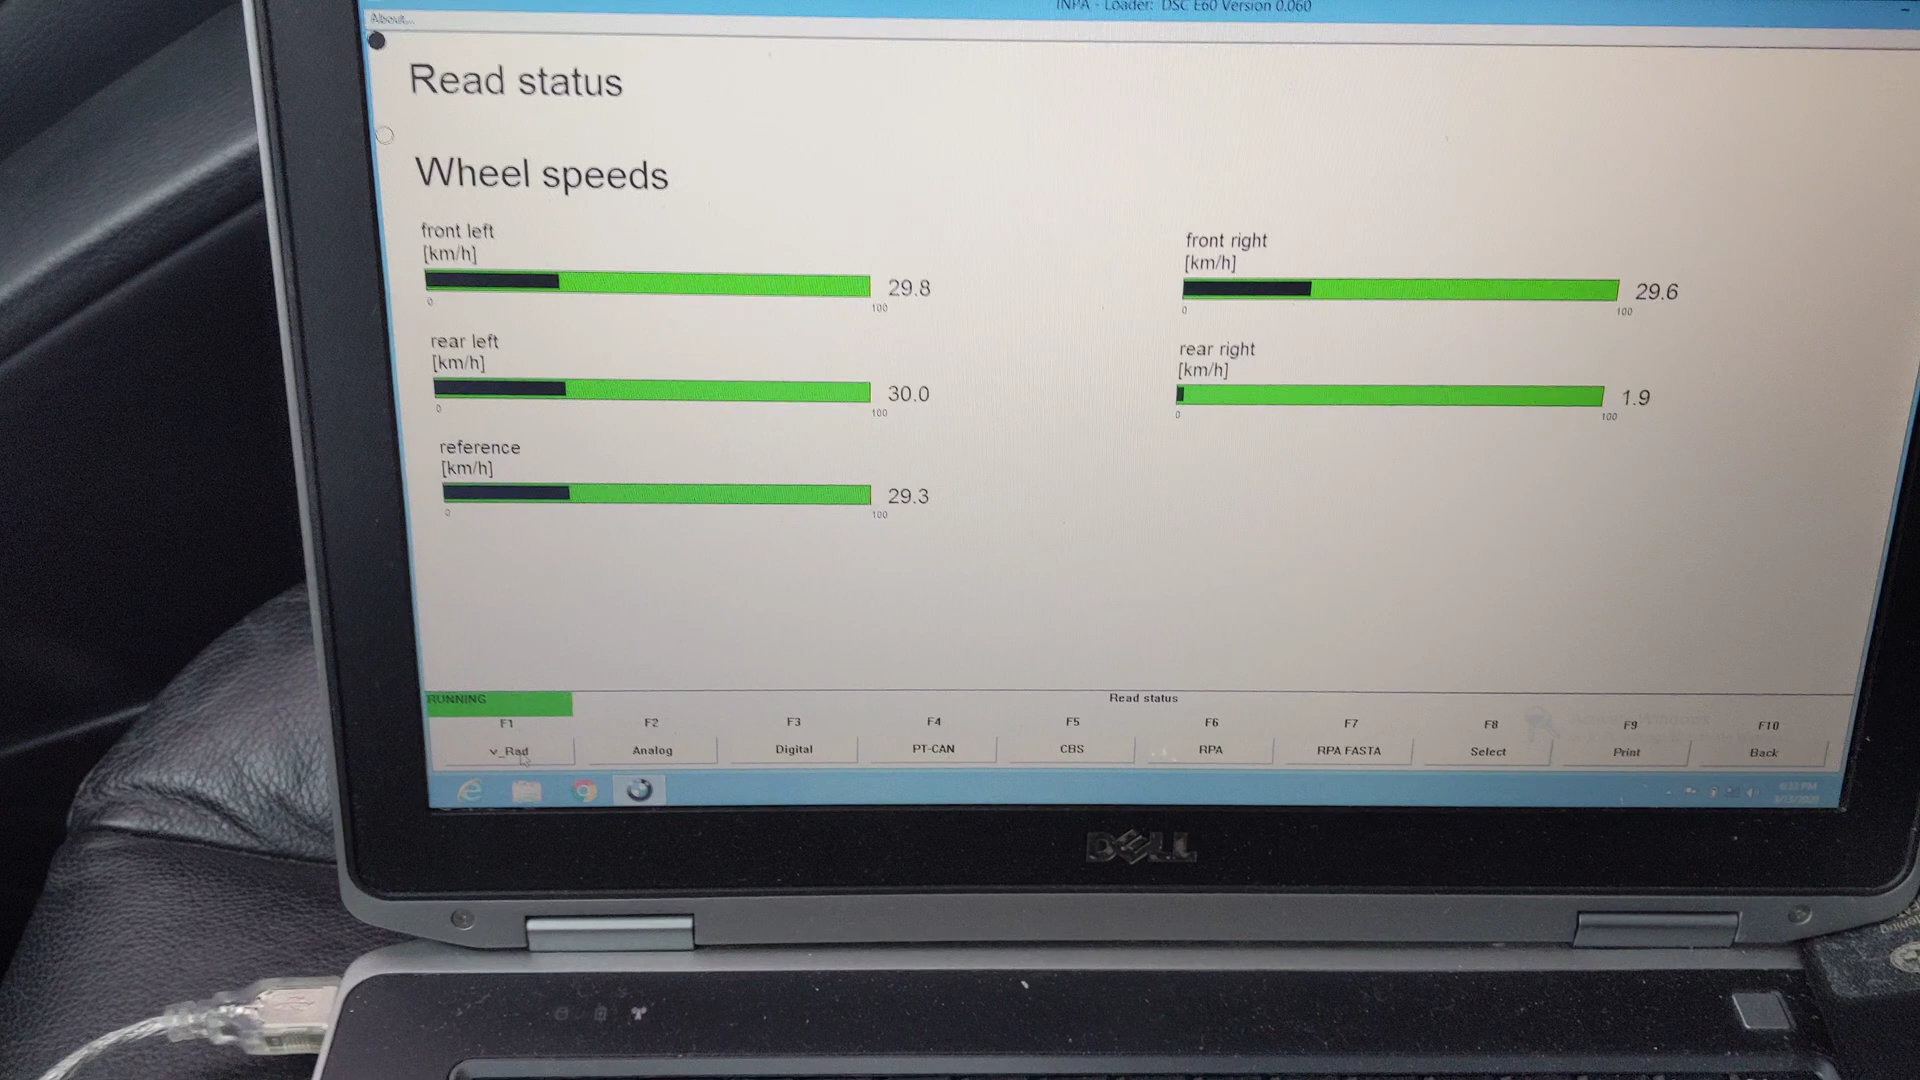 INPA - Loader: DSC E60 Version 0.060
About...
Read status
Wheel speeds
front left
[km/h]
29.8
0
100
front right
[km/h]
29.6
0
100
rear left
[km/h]
30.0
0
100
rear right
[km/h]
1.9
0
100
reference
[km/h]
29.3
0
100
RUNNING
Read status
F1
F2
F3
F4
F5
F6
F7
F8
F9
F10
v_Rad
Analog
Digital
PT-CAN
CBS
RPA
RPA FASTA
Select
Print
Back
Activate Windows
DELL